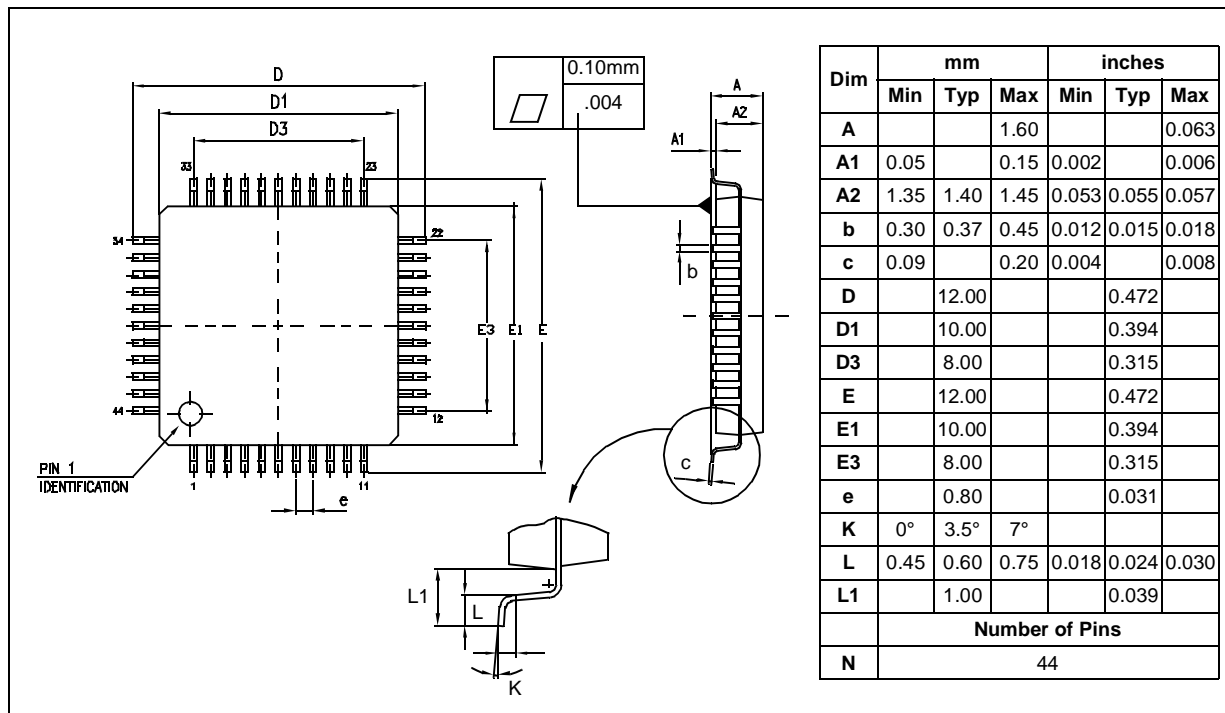 D
D1
D3
33
23
34
22
44
12
E3
E1
E
PIN 1
IDENTIFICATION
1
11
e
0.10mm
.004
A
A2
A1
b
c
L1
L
K
Dim mm inches
Min Typ Max Min Typ Max
A 1.60 0.063
A1 0.05 0.15 0.002 0.006
A2 1.35 1.40 1.45 0.053 0.055 0.057
b 0.30 0.37 0.45 0.012 0.015 0.018
c 0.09 0.20 0.004 0.008
D 12.00 0.472
D1 10.00 0.394
D3 8.00 0.315
E 12.00 0.472
E1 10.00 0.394
E3 8.00 0.315
e 0.80 0.031
K 0° 3.5° 7°
L 0.45 0.60 0.75 0.018 0.024 0.030
L1 1.00 0.039
Number of Pins
N 44